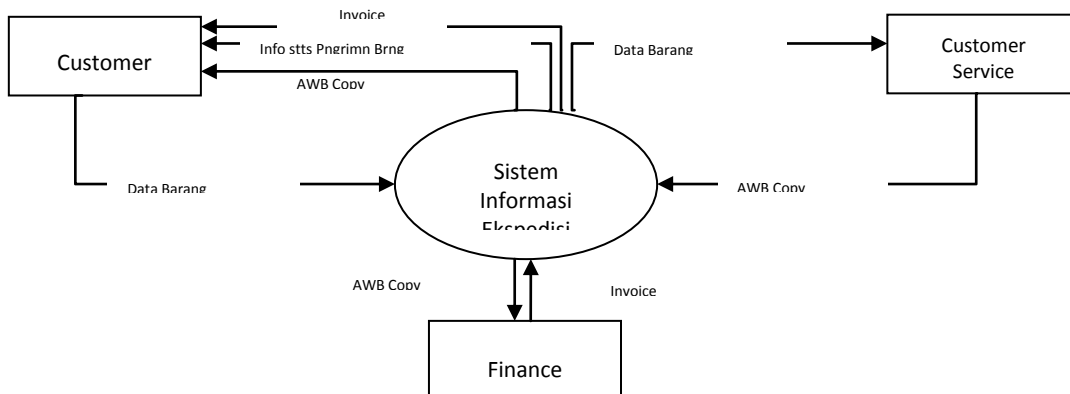 Invoice
Info stts Pngrimn Brng
Data Barang
Customer
Customer
Service
AWB Copy
Sistem
Informasi
Ekspedisi
Data Barang
AWB Copy
AWB Copy
Invoice
Finance